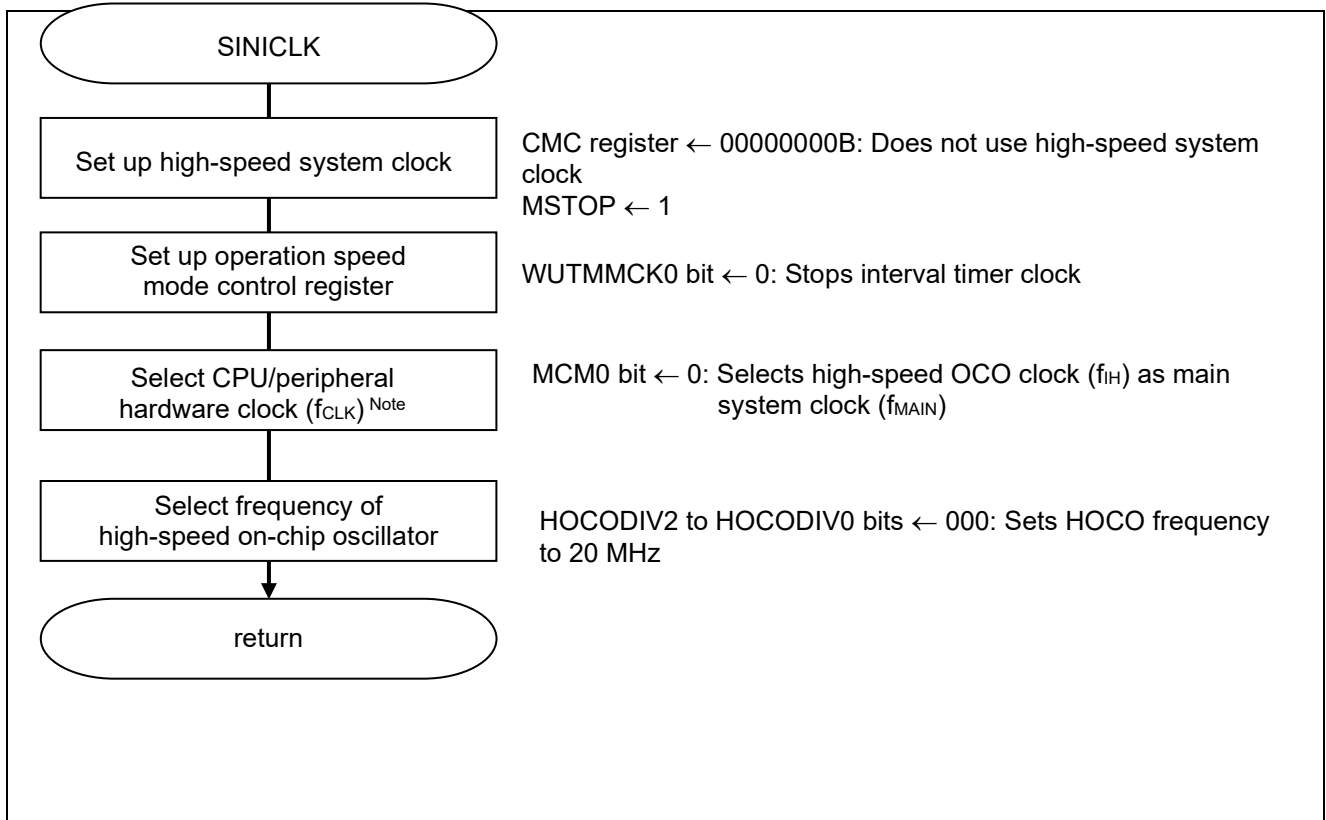 SINICLK
Set up high-speed system clock
CMC register ← 00000000B: Does not use high-speed system
clock
MSTOP ← 1
Set up operation speed
mode control register
WUTMMCK0 bit ← 0: Stops interval timer clock
Select CPU/peripheral
hardware clock (fCLK) Note
MCM0 bit ← 0: Selects high-speed OCO clock (fIH) as main
system clock (fMAIN)
Select frequency of
high-speed on-chip oscillator
HOCODIV2 to HOCODIV0 bits ← 000: Sets HOCO frequency
to 20 MHz
return